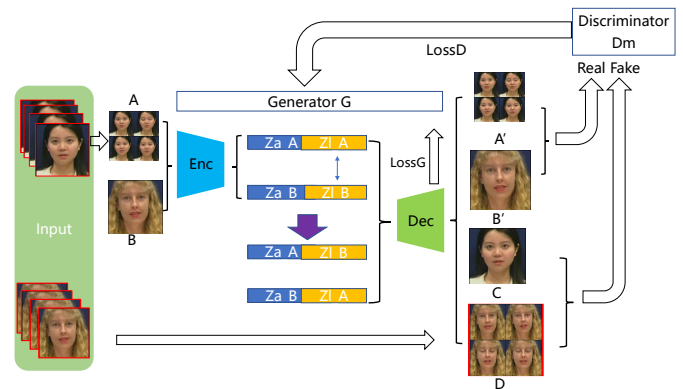 Discriminator
Dm
LossD
Real Fake
Generator G
A
Enc
Za A
Zl A
LossG
A'
Za B
Zl B
Input
B
Dec
B'
Za A
Zl B
C
Za B
Zl A
D